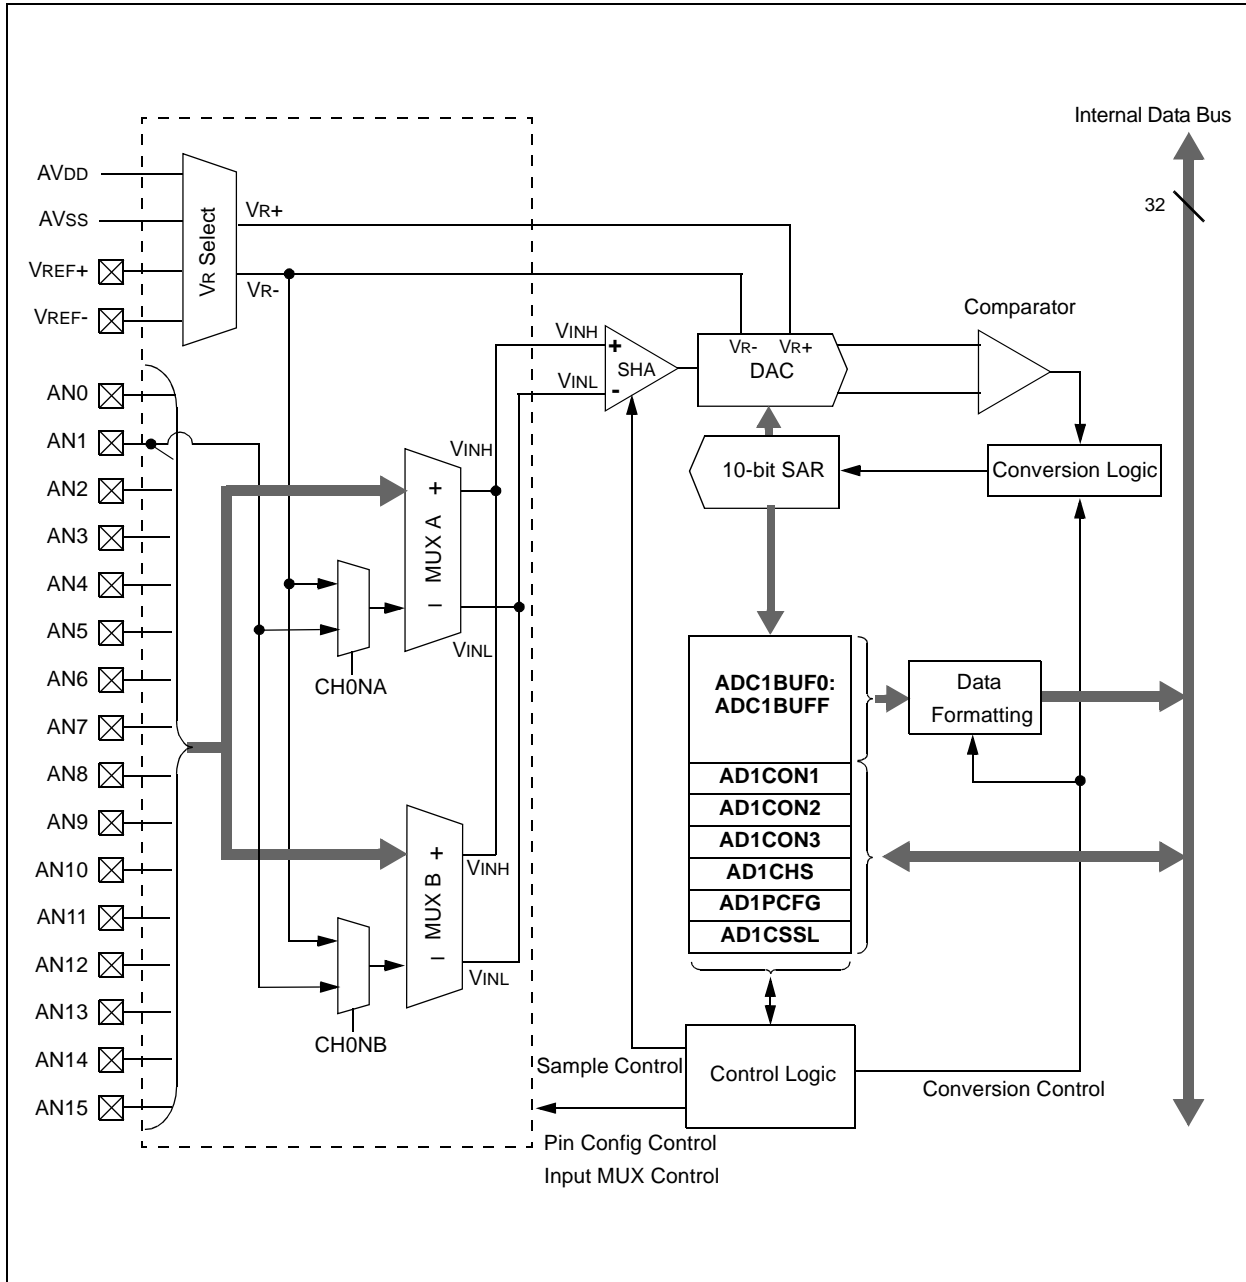 Internal Data Bus
AVDD
AVSS
VREF+
VREF-
VR Select
VR+
VR-
32
Comparator
VINH
VINL
+
SHA
-
VR- VR+
DAC
AN0
AN1
AN2
AN3
AN4
AN5
AN6
AN7
AN8
AN9
AN10
AN11
AN12
AN13
AN14
AN15
VINH
MUX A
+
–
VINL
CH0NA
10-bit SAR
Conversion Logic
ADC1BUF0:
ADC1BUFF
Data
Formatting
AD1CON1
AD1CON2
AD1CON3
AD1CHS
AD1PCFG
AD1CSSL
MUX B
+
–
VINH
VINL
CH0NB
Sample Control
Control Logic
Conversion Control
Pin Config Control
Input MUX Control